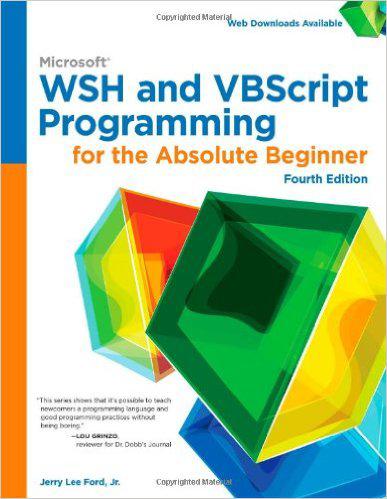 Copyrighted Material
Web Downloads Available
Microsoft®
WSH and VBScript
Programming
for the Absolute Beginner
Fourth Edition
"This series shows that it's possible to teach
newcomers a programming language and
good programming practices without
being boring."
—LOU GRINZO,
reviewer for Dr. Dobb's Journal
Jerry Lee Ford, Jr.
Copyrighted Material